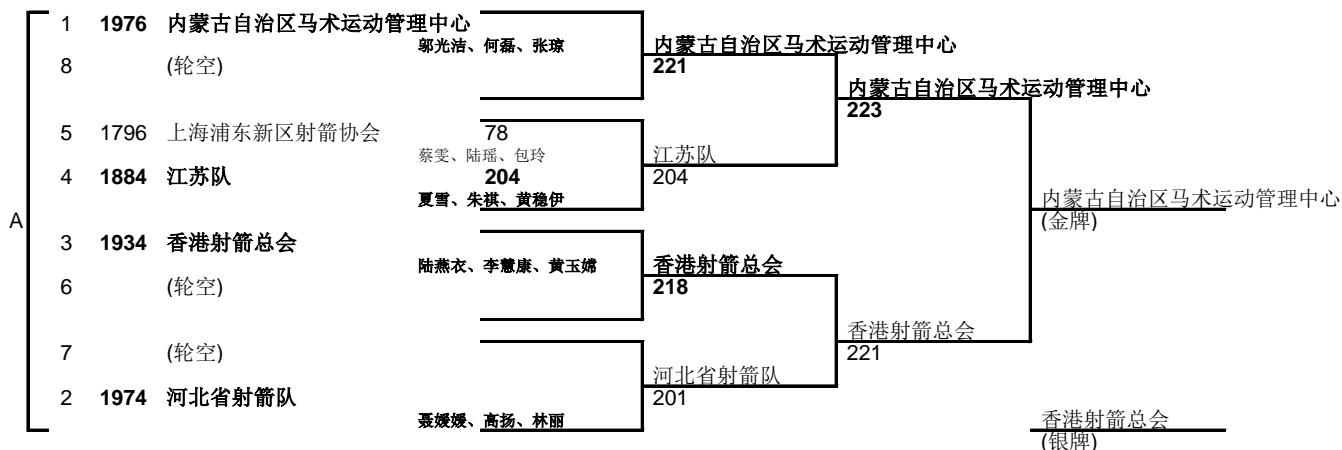 1 1976 内蒙古自治区马术运动管理中心
邬光洁、何磊、张琼
内蒙古自治区马术运动管理中心
8 (轮空)
221
内蒙古自治区马术运动管理中心
223
5 1796 上海浦东新区射箭协会 78
蔡雯、陆瑶、包玲
江苏队
4 1884 江苏队 204
204
夏雪、朱祺、黄稳伊
内蒙古自治区马术运动管理中心
(金牌)
A
3 1934 香港射箭总会
陆燕衣、李慧康、黄玉嫦
香港射箭总会
6 (轮空)
218
香港射箭总会
7 (轮空)
221
河北省射箭队
2 1974 河北省射箭队
201
聂媛媛、高扬、林丽
香港射箭总会
(银牌)